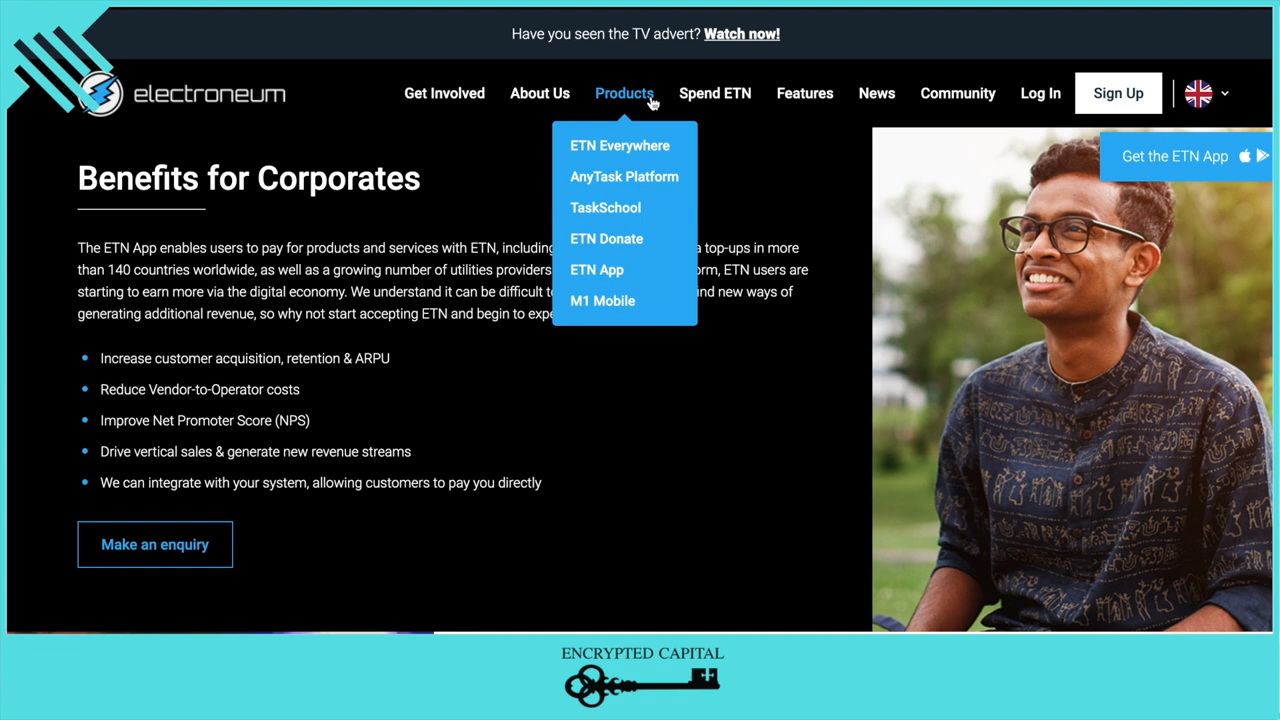 Have you seen the TV advert? Watch now!
electroneum
Get Involved
About Us
Products
Spend ETN
Features
News
Community
Log In
Sign Up
ETN Everywhere
AnyTask Platform
TaskSchool
ETN Donate
ETN App
M1 Mobile
Get the ETN App
Benefits for Corporates
The ETN App enables users to pay for products and services with ETN, including a top-ups in more
than 140 countries worldwide, as well as a growing number of utilities providers ETN users are
starting to earn more via the digital economy. We understand it can be difficult new ways of
generating additional revenue, so why not start accepting ETN and begin to
Increase customer acquisition, retention & ARPU
Reduce Vendor-to-Operator costs
Improve Net Promoter Score (NPS)
Drive vertical sales & generate new revenue streams
We can integrate with your system, allowing customers to pay you directly
Make an enquiry
ENCRYPTED CAPITAL